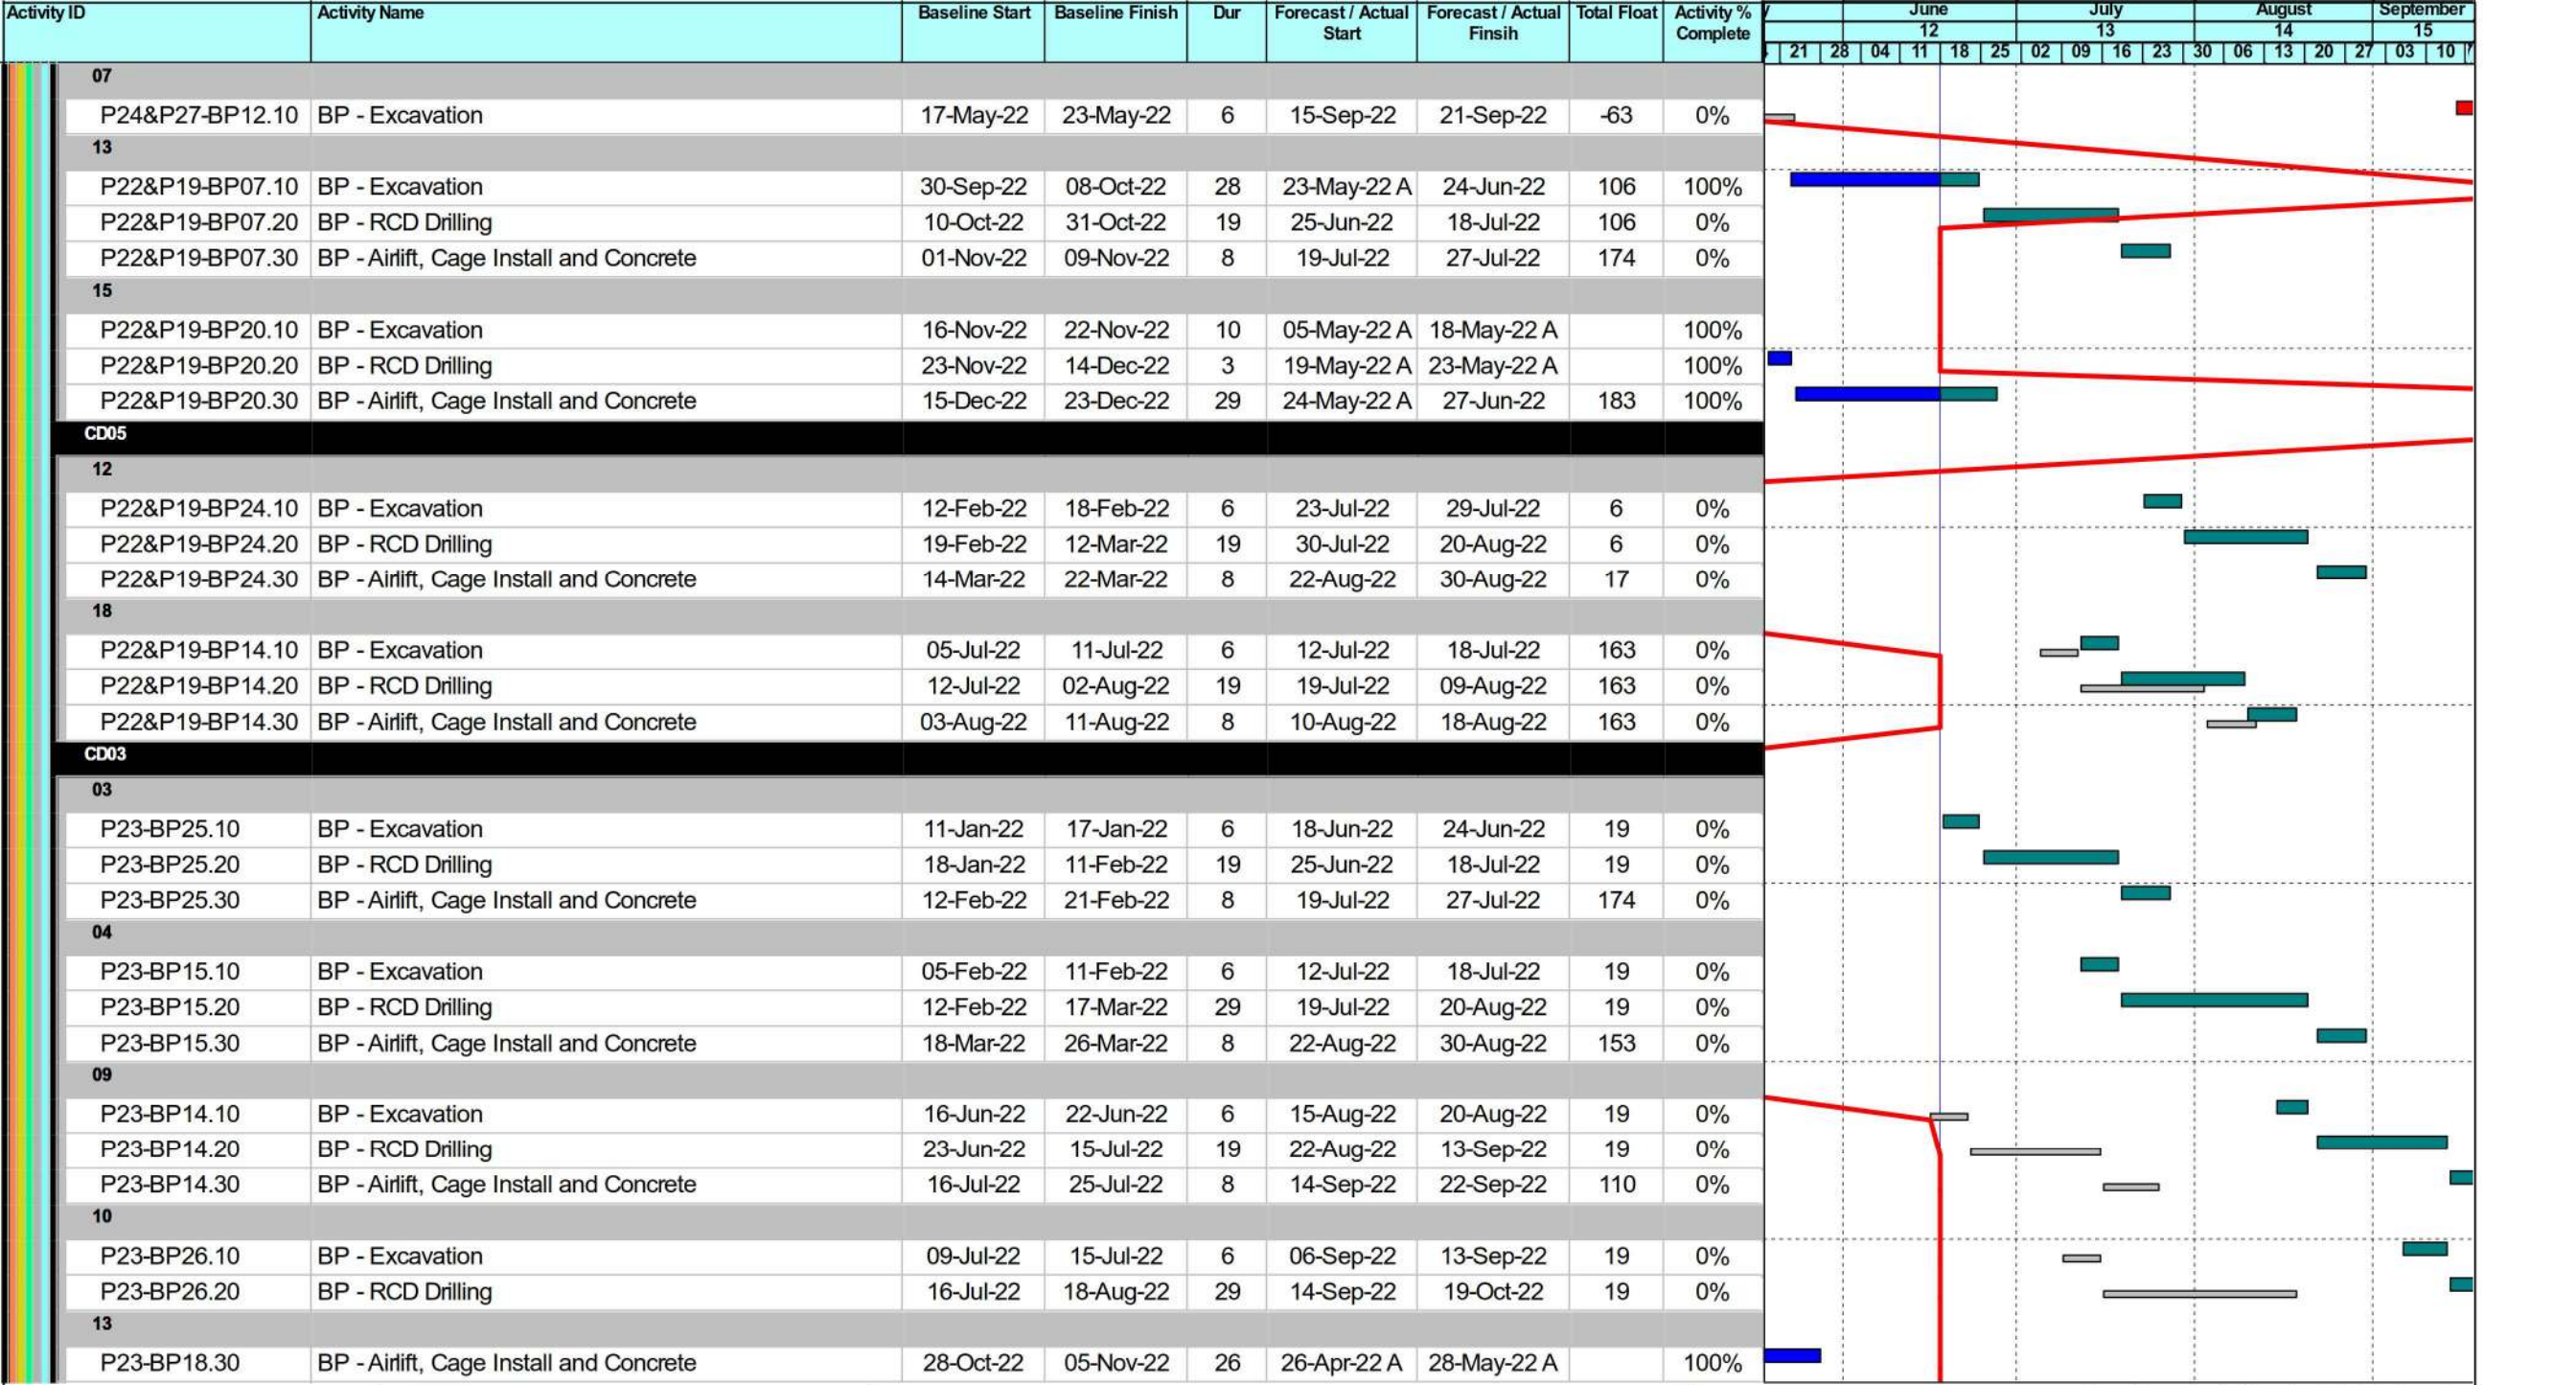 Activity ID Activity Name Baseline Start Baseline Finish Dur Forecast / Actual Start Forecast / Actual Finsih Total Float Activity % Complete June July August September
12 13 14 15
21 28 04 11 18 25 02 09 16 23 30 06 13 20 27 03 10
07
P24&P27-BP12.10 BP - Excavation 17-May-22 23-May-22 6 15-Sep-22 21-Sep-22 -63 0%
13
P22&P19-BP07.10 BP - Excavation 30-Sep-22 08-Oct-22 28 23-May-22 A 24-Jun-22 106 100%
P22&P19-BP07.20 BP - RCD Drilling 10-Oct-22 31-Oct-22 19 25-Jun-22 18-Jul-22 106 0%
P22&P19-BP07.30 BP - Airlift, Cage Install and Concrete 01-Nov-22 09-Nov-22 8 19-Jul-22 27-Jul-22 174 0%
15
P22&P19-BP20.10 BP - Excavation 16-Nov-22 22-Nov-22 10 05-May-22 A 18-May-22 A 100%
P22&P19-BP20.20 BP - RCD Drilling 23-Nov-22 14-Dec-22 3 19-May-22 A 23-May-22 A 100%
P22&P19-BP20.30 BP - Airlift, Cage Install and Concrete 15-Dec-22 23-Dec-22 29 24-May-22 A 27-Jun-22 183 100%
CD05
12
P22&P19-BP24.10 BP - Excavation 12-Feb-22 18-Feb-22 6 23-Jul-22 29-Jul-22 6 0%
P22&P19-BP24.20 BP - RCD Drilling 19-Feb-22 12-Mar-22 19 30-Jul-22 20-Aug-22 6 0%
P22&P19-BP24.30 BP - Airlift, Cage Install and Concrete 14-Mar-22 22-Mar-22 8 22-Aug-22 30-Aug-22 17 0%
18
P22&P19-BP14.10 BP - Excavation 05-Jul-22 11-Jul-22 6 12-Jul-22 18-Jul-22 163 0%
P22&P19-BP14.20 BP - RCD Drilling 12-Jul-22 02-Aug-22 19 19-Jul-22 09-Aug-22 163 0%
P22&P19-BP14.30 BP - Airlift, Cage Install and Concrete 03-Aug-22 11-Aug-22 8 10-Aug-22 18-Aug-22 163 0%
CD03
03
P23-BP25.10 BP - Excavation 11-Jan-22 17-Jan-22 6 18-Jun-22 24-Jun-22 19 0%
P23-BP25.20 BP - RCD Drilling 18-Jan-22 11-Feb-22 19 25-Jun-22 18-Jul-22 19 0%
P23-BP25.30 BP - Airlift, Cage Install and Concrete 12-Feb-22 21-Feb-22 8 19-Jul-22 27-Jul-22 174 0%
04
P23-BP15.10 BP - Excavation 05-Feb-22 11-Feb-22 6 12-Jul-22 18-Jul-22 19 0%
P23-BP15.20 BP - RCD Drilling 12-Feb-22 17-Mar-22 29 19-Jul-22 20-Aug-22 19 0%
P23-BP15.30 BP - Airlift, Cage Install and Concrete 18-Mar-22 26-Mar-22 8 22-Aug-22 30-Aug-22 153 0%
09
P23-BP14.10 BP - Excavation 16-Jun-22 22-Jun-22 6 15-Aug-22 20-Aug-22 19 0%
P23-BP14.20 BP - RCD Drilling 23-Jun-22 15-Jul-22 19 22-Aug-22 13-Sep-22 19 0%
P23-BP14.30 BP - Airlift, Cage Install and Concrete 16-Jul-22 25-Jul-22 8 14-Sep-22 22-Sep-22 110 0%
10
P23-BP26.10 BP - Excavation 09-Jul-22 15-Jul-22 6 06-Sep-22 13-Sep-22 19 0%
P23-BP26.20 BP - RCD Drilling 16-Jul-22 18-Aug-22 29 14-Sep-22 19-Oct-22 19 0%
13
P23-BP18.30 BP - Airlift, Cage Install and Concrete 28-Oct-22 05-Nov-22 26 26-Apr-22 A 28-May-22 A 100%